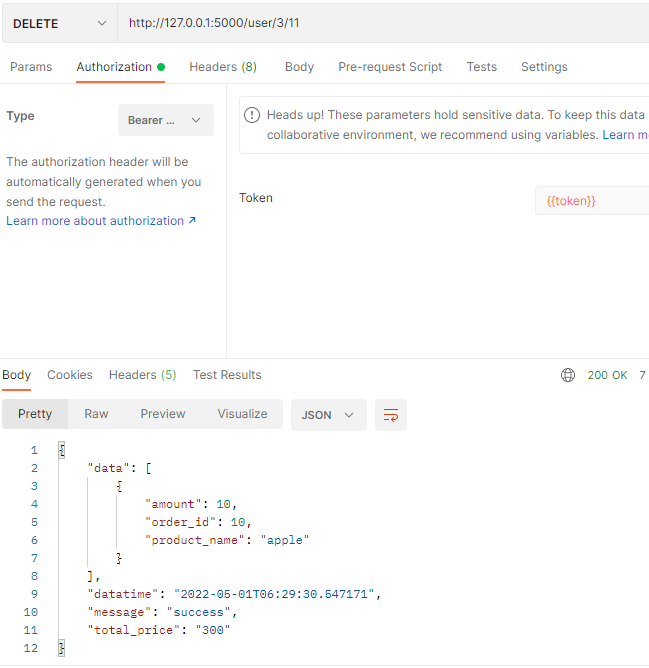 DELETE http://127.0.0.1:5000/user/3/11
Params Authorization Headers (8) Body Pre-request Script Tests Settings
Type Bearer ...
The authorization header will be
automatically generated when you
send the request.
Learn more about authorization ↗
Heads up! These parameters hold sensitive data. To keep this data
collaborative environment, we recommend using variables. Learn m
Token {{token}}
Body Cookies Headers (5) Test Results 200 OK 7
Pretty Raw Preview Visualize JSON
1 {
2 "data": [
3 {
4 "amount": 10,
5 "order_id": 10,
6 "product_name": "apple"
7 }
8 ],
9 "datatime": "2022-05-01T06:29:30.547171",
10 "message": "success",
11 "total_price": "300"
12 }